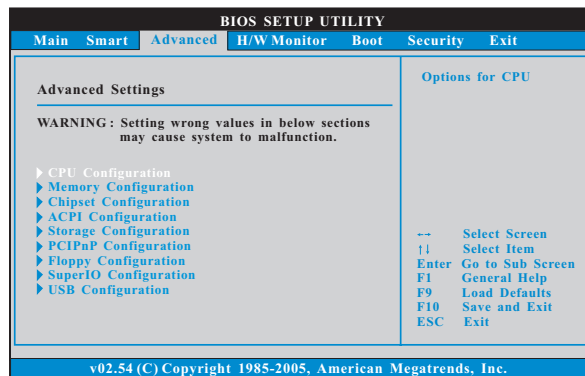 BIOS SETUP UTILITY
Main Smart Advanced H/W Monitor Boot Security Exit
Advanced Settings
WARNING : Setting wrong values in below sections
may cause system to malfunction.
CPU Configuration
Memory Configuration
Chipset Configuration
ACPI Configuration
Storage Configuration
PCIPnP Configuration
Floppy Configuration
SuperIO Configuration
USB Configuration
Options for CPU
←→ Select Screen
↑↓ Select Item
Enter Go to Sub Screen
F1 General Help
F9 Load Defaults
F10 Save and Exit
ESC Exit
v02.54 (C) Copyright 1985-2005, American Megatrends, Inc.